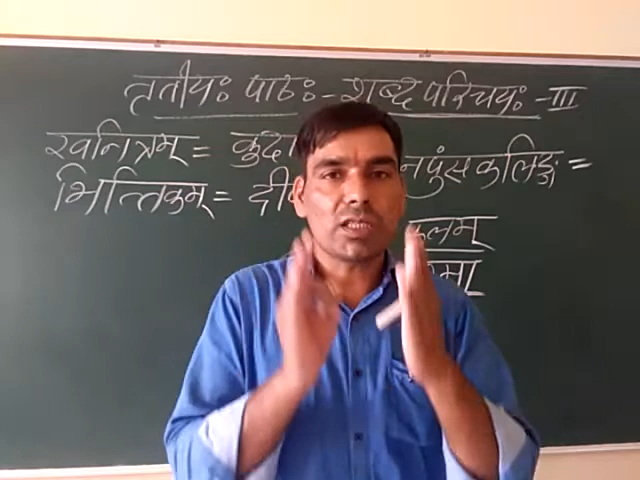 तृतीयः पाठः - शब्द परिचयः - III
खनित्रम् = कुदा
भित्तिकम् = दी
नपुंसकलिङ्ग =